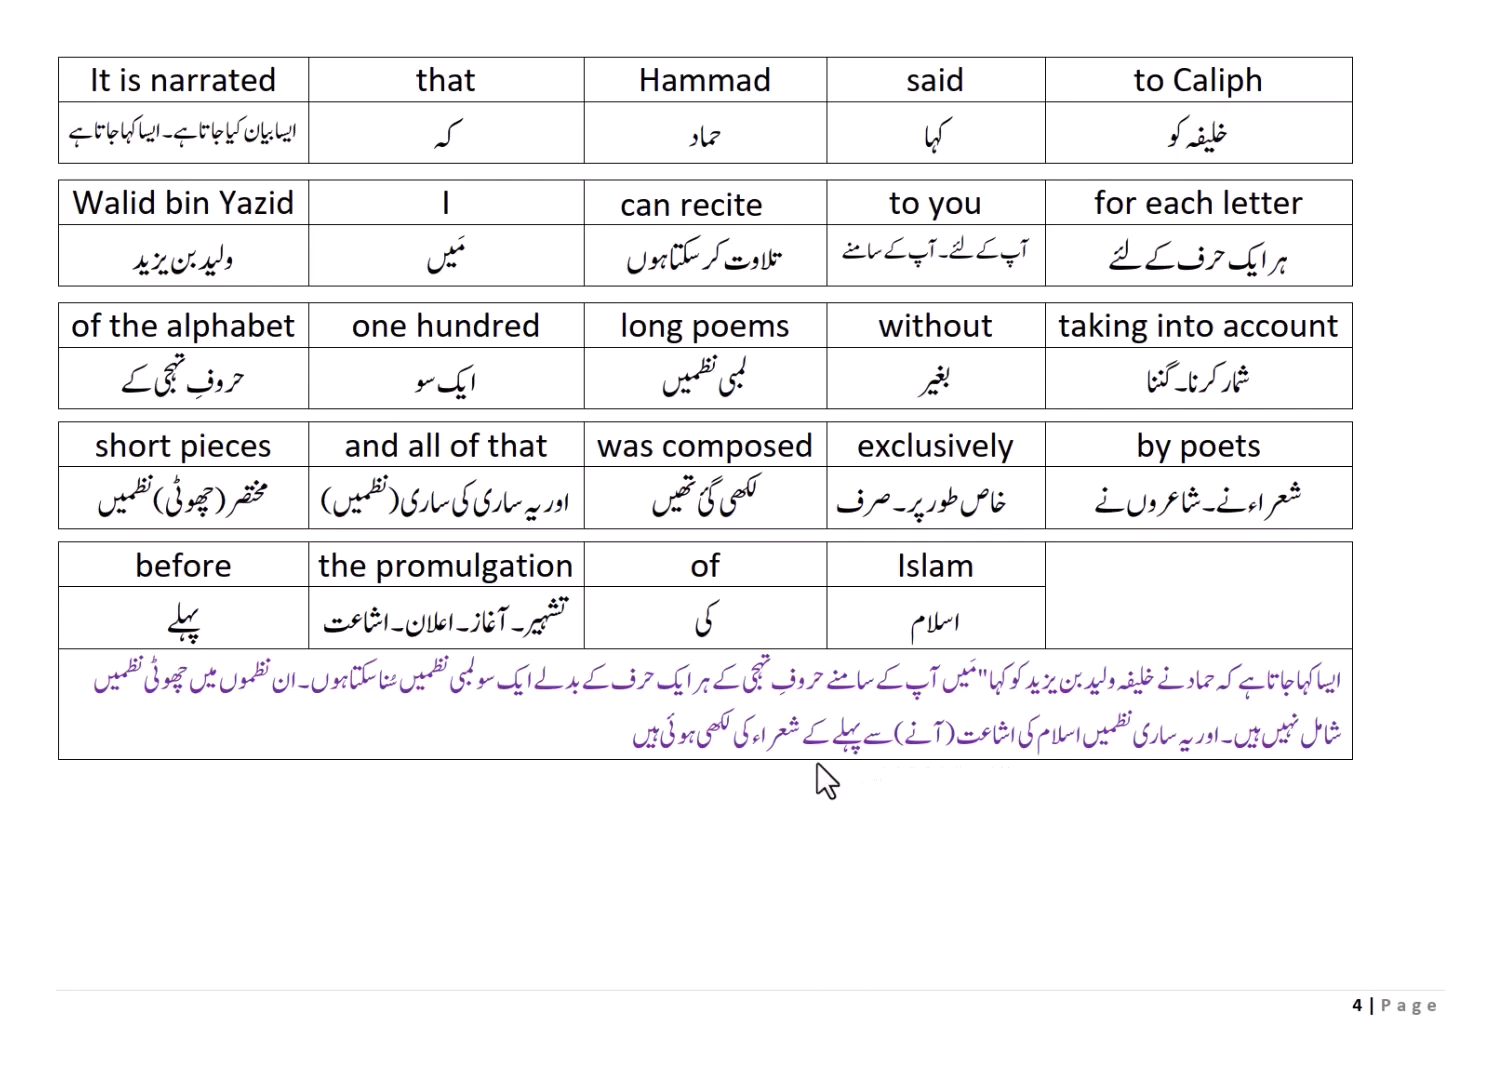 It is narrated that Hammad said to Caliph
ایسا بیان کیا جاتا ہے۔ایسا کہا جاتا ہے کہ حماد کہا خلیفہ کو
Walid bin Yazid I can recite to you for each letter
ولید بن یزید مَیں تلاوت کر سکتا ہوں آپ کے لئے۔آپ کے سامنے ہر ایک حرف کے لئے
of the alphabet one hundred long poems without taking into account
حروفِ تہجی کے ایک سو لمبی نظمیں بغیر شمار کرنا۔گننا
short pieces and all of that was composed exclusively by poets
مختصر (چھوٹی) نظمیں اور یہ ساری کی ساری (نظمیں) لکھی گئ تھیں خاص طور پر۔ صرف شعراء نے۔شاعروں نے
before the promulgation of Islam
پہلے تشہیر۔ آغاز۔اعلان۔اشاعت کی اسلام
ایسا کہا جاتا ہے کہ حماد نے خلیفہ ولید بن یزید کو کہا"مَیں آپ کے سامنے حروفِ تہجی کے ہر ایک حرف کے بدلے ایک سو لمبی نظمیں سُنا سکتا ہوں۔ان نظموں میں چھوٹی نظمیں
شامل نہیں ہیں۔اور یہ ساری نظمیں اسلام کی اشاعت (آنے) سے پہلے کے شعراء کی لکھی ہوئی ہیں
4 | Page